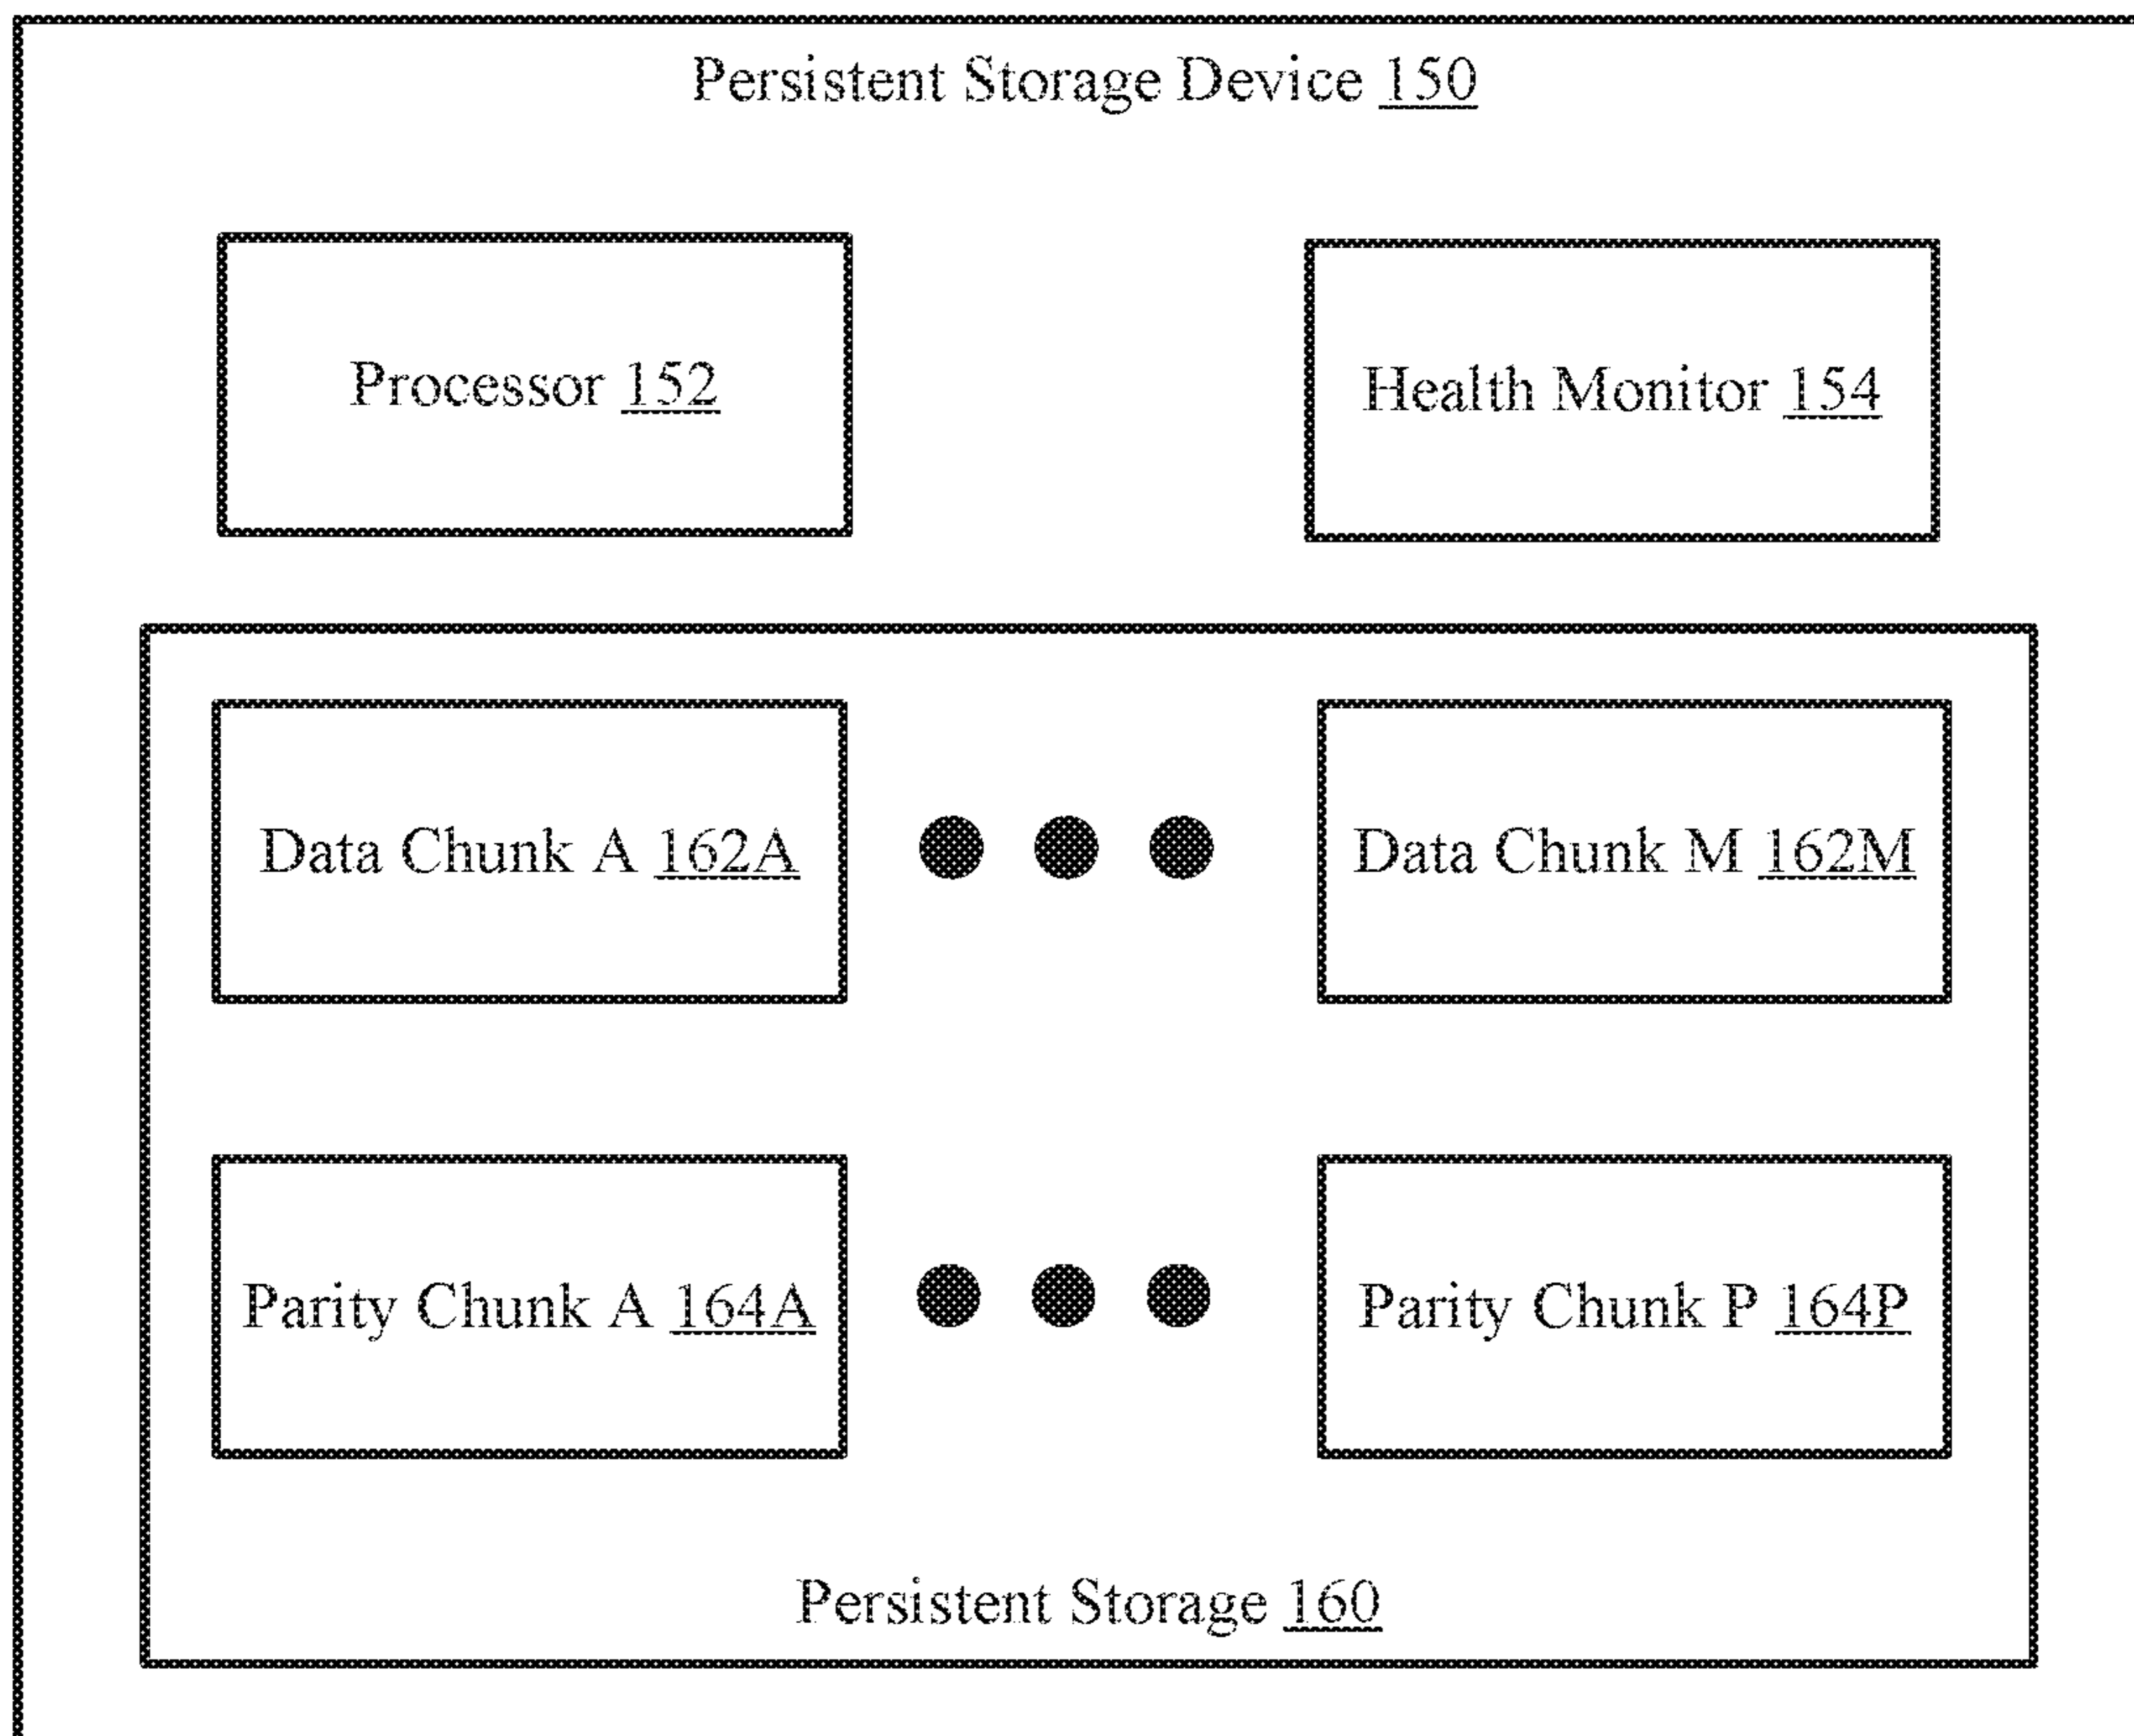 Persistent Storage Device 150
Processor 152
Health Monitor 154
Data Chunk A 162A
Data Chunk M 162M
Parity Chunk A 164A
Parity Chunk P 164P
Persistent Storage 160